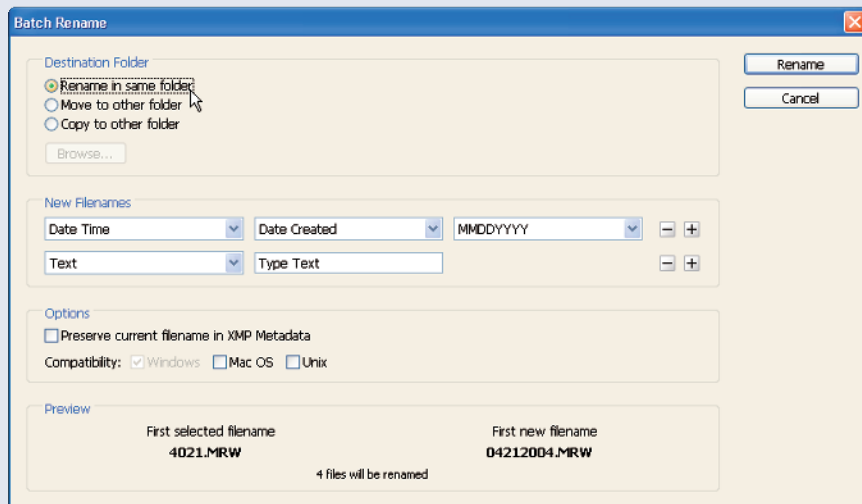 Batch Rename
Destination Folder
Rename in same folder
Move to other folder
Copy to other folder
Browse...
Rename
Cancel
New Filenames
Date Time Date Created MMDDYYYY
Text Type Text
Options
Preserve current filename in XMP Metadata
Compatibility: Windows Mac OS Unix
Preview
First selected filename First new filename
4021.MRW 04212004.MRW
4 files will be renamed